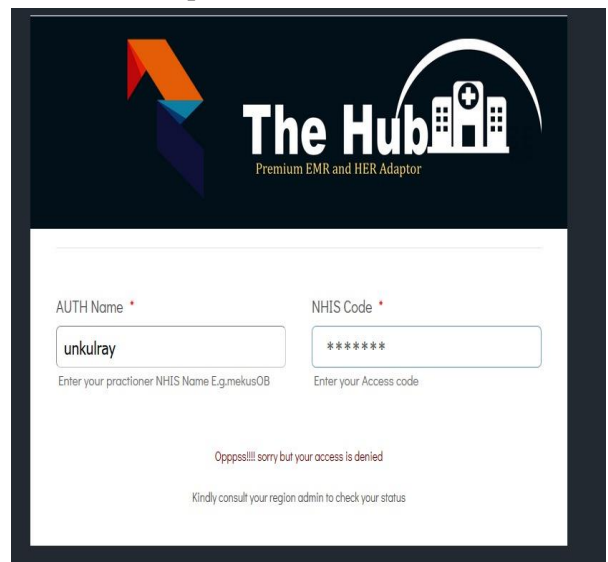 The Hub
Premium EMR and HER Adaptor
AUTH Name *
NHIS Code *
unkulray
*******
Enter your practioner NHIS Name E.g.mekusOB
Enter your Access code
Opppss!!!! sorry but your access is denied
Kindly consult your region admin to check your status